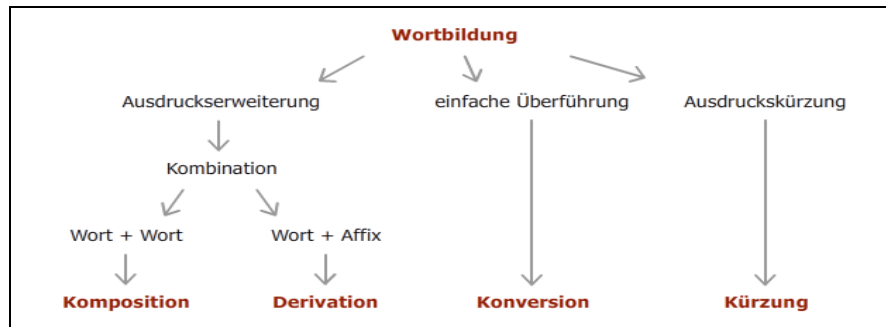 Wortbildung
Ausdruckserweiterung einfache Überführung Ausdruckskürzung
Kombination
Wort + Wort Wort + Affix
Komposition Derivation Konversion Kürzung